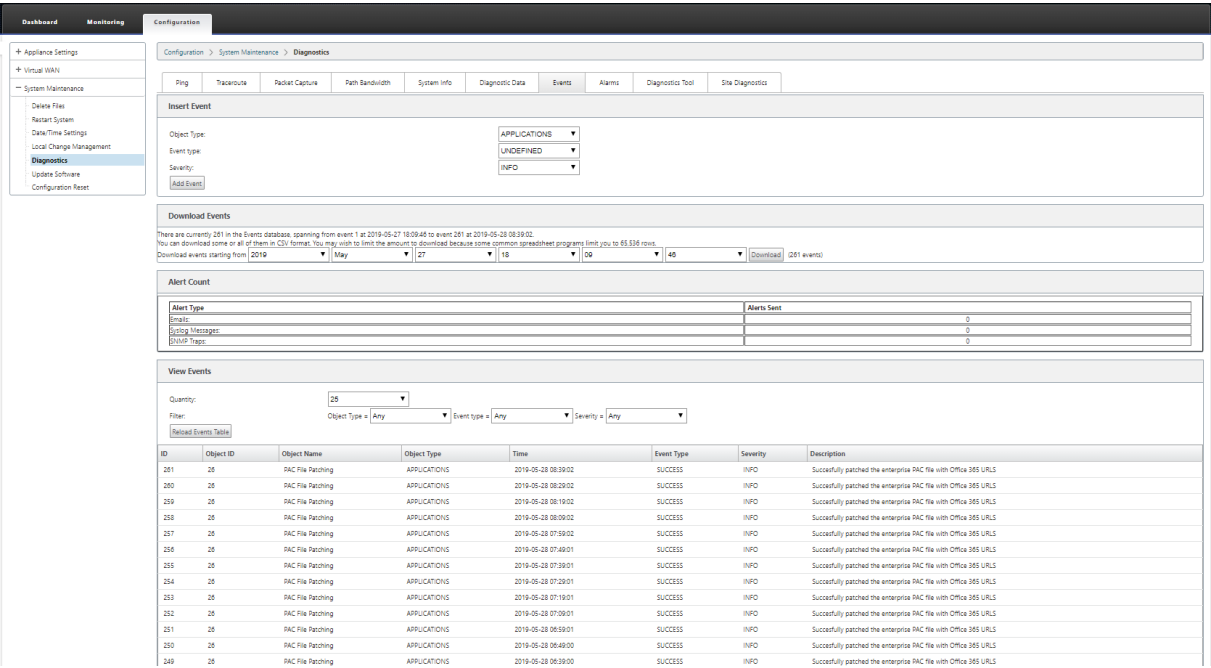 Dashboard Monitoring Configuration
+ Appliance Settings
+ Virtual WAN
− System Maintenance
Delete Files
Restart System
Date/Time Settings
Local Change Management
Diagnostics
Update Software
Configuration Reset
Configuration > System Maintenance > Diagnostics
Ping Traceroute Packet Capture Path Bandwidth System Info Diagnostic Data Events Alarms Diagnostics Tool Site Diagnostics
Insert Event
Object Type: APPLICATIONS
Event type: UNDEFINED
Severity: INFO
Add Event
Download Events
There are currently 261 in the Events database, spanning from event 1 at 2019-05-27 18:09:46 to event 261 at 2019-05-28 08:39:02.
You can download some or all of them in CSV format. You may wish to limit the amount to download because some common spreadsheet programs limit you to 65,536 rows.
Download events starting from 2019 May 27 18 09 46 Download (261 events)
Alert Count
Alert Type Alerts Sent
Emails: 0
Syslog Messages: 0
SNMP Traps: 0
View Events
Quantity: 25
Filter: Object Type = Any Event type = Any Severity = Any
Reload Events Table
ID Object ID Object Name Object Type Time Event Type Severity Description
261 26 PAC File Patching APPLICATIONS 2019-05-28 08:39:02 SUCCESS INFO Succesfully patched the enterprise PAC file with Office 365 URLS
260 26 PAC File Patching APPLICATIONS 2019-05-28 08:29:02 SUCCESS INFO Succesfully patched the enterprise PAC file with Office 365 URLS
259 26 PAC File Patching APPLICATIONS 2019-05-28 08:19:02 SUCCESS INFO Succesfully patched the enterprise PAC file with Office 365 URLS
258 26 PAC File Patching APPLICATIONS 2019-05-28 08:09:02 SUCCESS INFO Succesfully patched the enterprise PAC file with Office 365 URLS
257 26 PAC File Patching APPLICATIONS 2019-05-28 07:59:02 SUCCESS INFO Succesfully patched the enterprise PAC file with Office 365 URLS
256 26 PAC File Patching APPLICATIONS 2019-05-28 07:49:01 SUCCESS INFO Succesfully patched the enterprise PAC file with Office 365 URLS
255 26 PAC File Patching APPLICATIONS 2019-05-28 07:39:01 SUCCESS INFO Succesfully patched the enterprise PAC file with Office 365 URLS
254 26 PAC File Patching APPLICATIONS 2019-05-28 07:29:01 SUCCESS INFO Succesfully patched the enterprise PAC file with Office 365 URLS
253 26 PAC File Patching APPLICATIONS 2019-05-28 07:19:01 SUCCESS INFO Succesfully patched the enterprise PAC file with Office 365 URLS
252 26 PAC File Patching APPLICATIONS 2019-05-28 07:09:01 SUCCESS INFO Succesfully patched the enterprise PAC file with Office 365 URLS
251 26 PAC File Patching APPLICATIONS 2019-05-28 06:59:01 SUCCESS INFO Succesfully patched the enterprise PAC file with Office 365 URLS
250 26 PAC File Patching APPLICATIONS 2019-05-28 06:49:00 SUCCESS INFO Succesfully patched the enterprise PAC file with Office 365 URLS
249 26 PAC File Patching APPLICATIONS 2019-05-28 06:39:00 SUCCESS INFO Succesfully patched the enterprise PAC file with Office 365 URLS